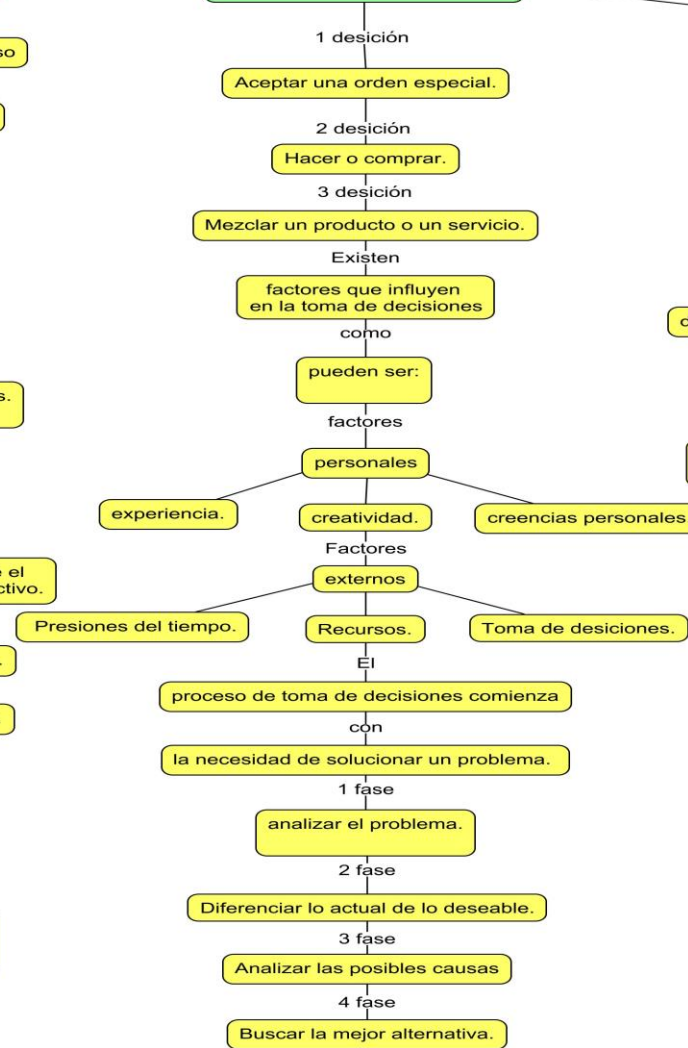 1 desición
so
Aceptar una orden especial.
2 desición
Hacer o comprar.
3 desición
Mezclar un producto o un servicio.
Existen
factores que influyen
en la toma de decisiones
como
pueden ser:
s.
factores
personales
experiencia.
creatividad.
creencias personales
Factores
e el
ctivo.
externos
Presiones del tiempo.
Recursos.
Toma de desiciones.
El
proceso de toma de decisiones comienza
con
la necesidad de solucionar un problema.
1 fase
analizar el problema.
2 fase
Diferenciar lo actual de lo deseable.
3 fase
Analizar las posibles causas
4 fase
Buscar la mejor alternativa.